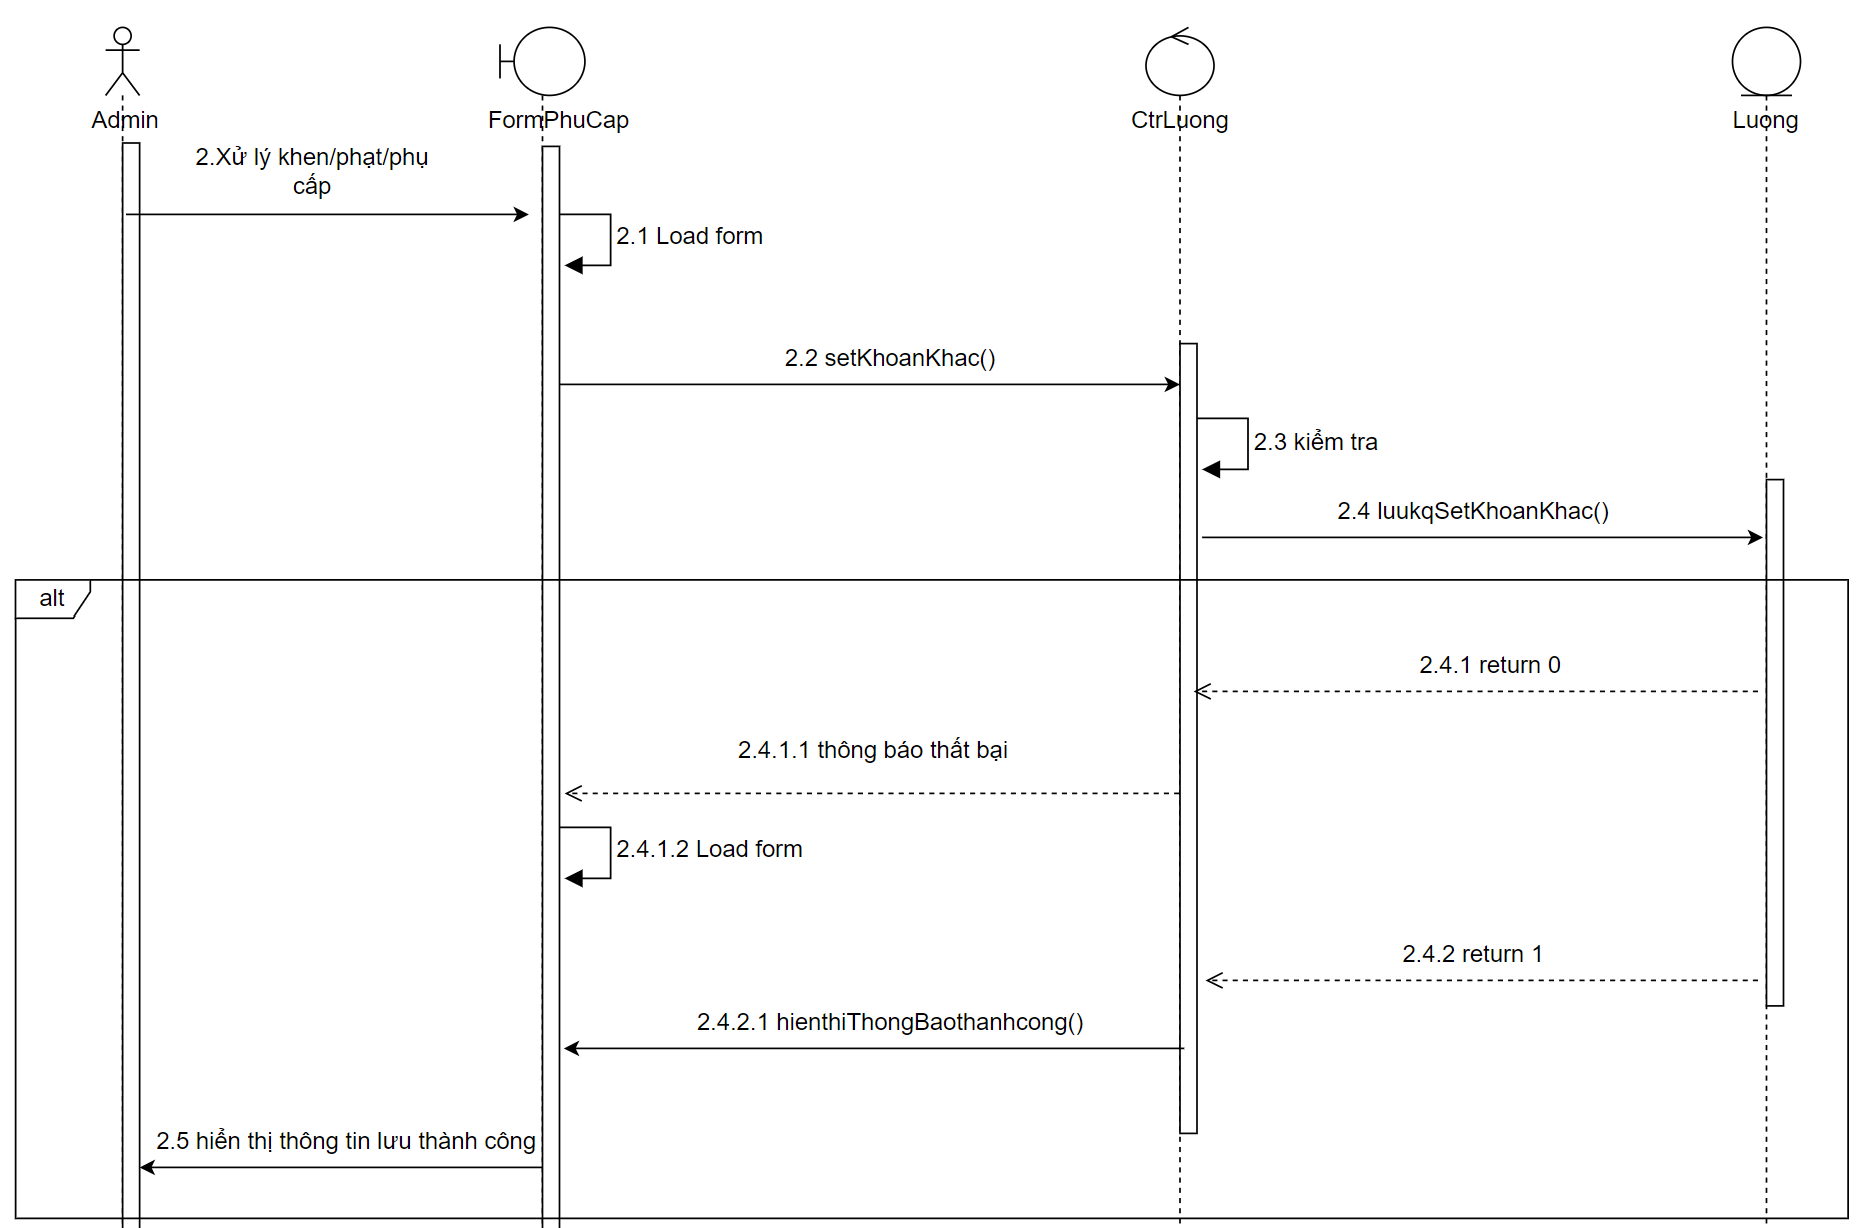 Admin
FormPhuCap
CtrLuong
Luong
2.Xử lý khen/phạt/phụ
cấp
2.1 Load form
2.2 setKhoanKhac()
2.3 kiểm tra
2.4 luukqSetKhoanKhac()
alt
2.4.1 return 0
2.4.1.1 thông báo thất bại
2.4.1.2 Load form
2.4.2 return 1
2.4.2.1 hienthiThongBaothanhcong()
2.5 hiển thị thông tin lưu thành công